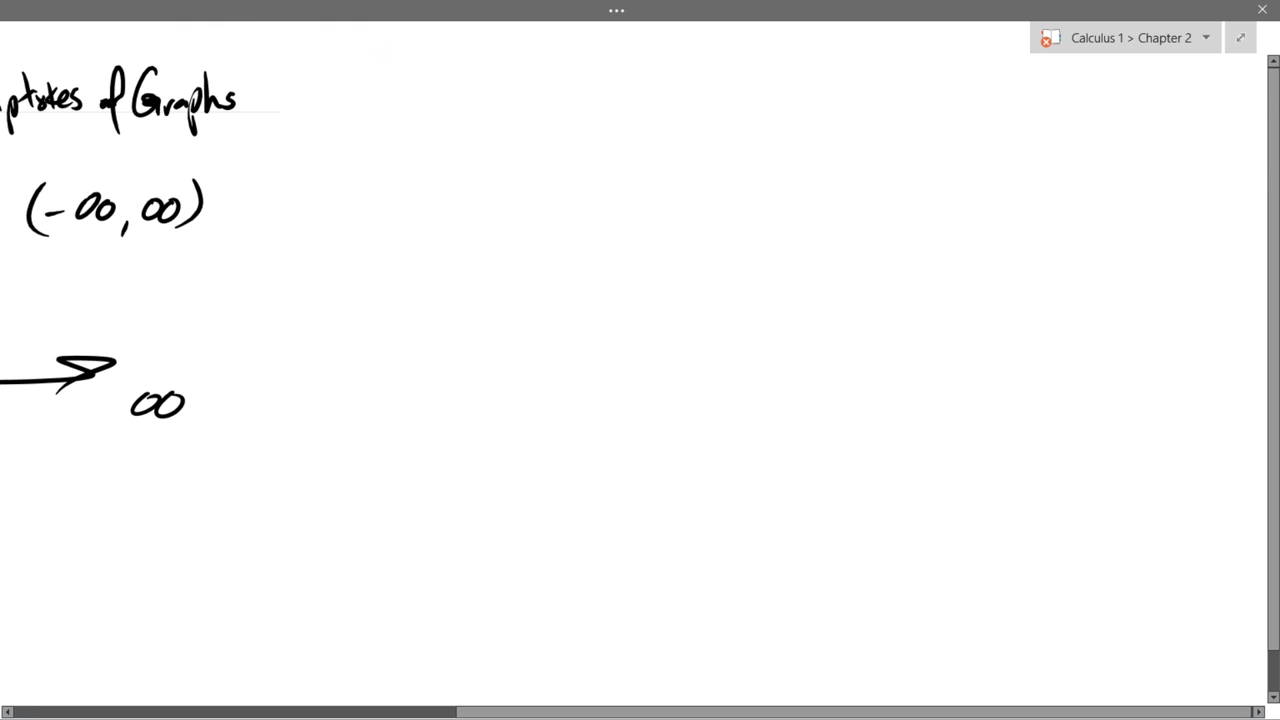 Calculus 1 > Chapter 2
ptotes of Graphs
(-∞, ∞)
∞